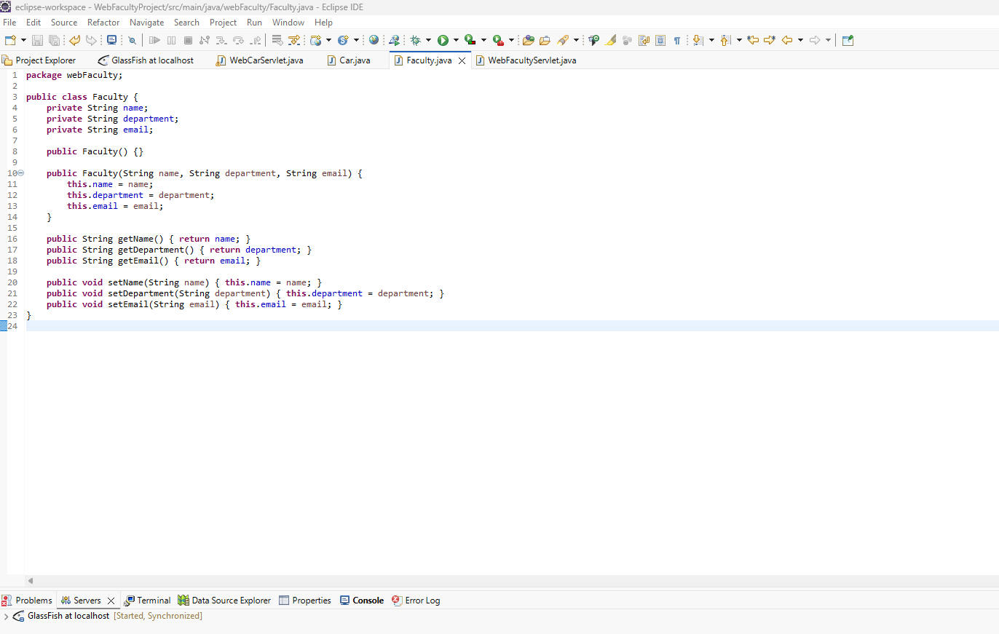 eclipse-workspace - WebFacultyProject/src/main/java/webFaculty/Faculty.java - Eclipse IDE
File Edit Source Refactor Navigate Search Project Run Window Help
Project Explorer GlassFish at localhost WebCarServlet.java Car.java Faculty.java WebFacultyServlet.java
1 package webFaculty;
2
3 public class Faculty {
4     private String name;
5     private String department;
6     private String email;
7
8     public Faculty() {}
9
10     public Faculty(String name, String department, String email) {
11         this.name = name;
12         this.department = department;
13         this.email = email;
14     }
15
16     public String getName() { return name; }
17     public String getDepartment() { return department; }
18     public String getEmail() { return email; }
19
20     public void setName(String name) { this.name = name; }
21     public void setDepartment(String department) { this.department = department; }
22     public void setEmail(String email) { this.email = email; }
23 }
24
Problems Servers Terminal Data Source Explorer Properties Console Error Log
GlassFish at localhost [Started, Synchronized]